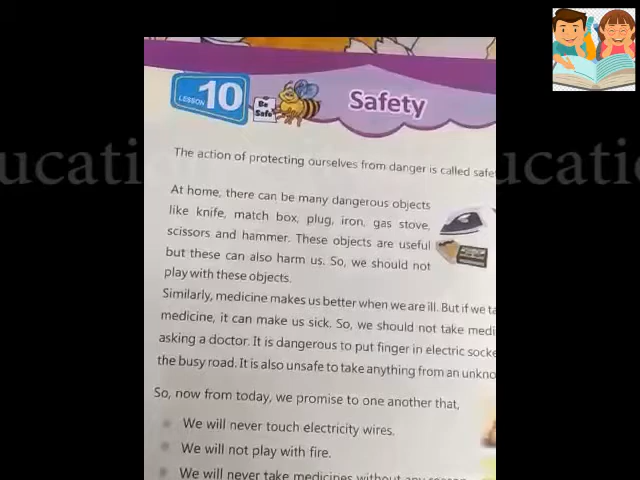 LESSON 10
Be
Safe
Safety
The action of protecting ourselves from danger is called safe
At home, there can be many dangerous objects
like knife, match box, plug, iron, gas stove,
scissors and hammer. These objects are useful
but these can also harm us. So, we should not
play with these objects.
Similarly, medicine makes us better when we are ill. But if we ta
medicine, it can make us sick. So, we should not take medi
asking a doctor. It is dangerous to put finger in electric socke
the busy road. It is also unsafe to take anything from an unkno
So, now from today, we promise to one another that,
We will never touch electricity wires.
We will not play with fire.
We will never take medicines without any reason
ucati
ucation